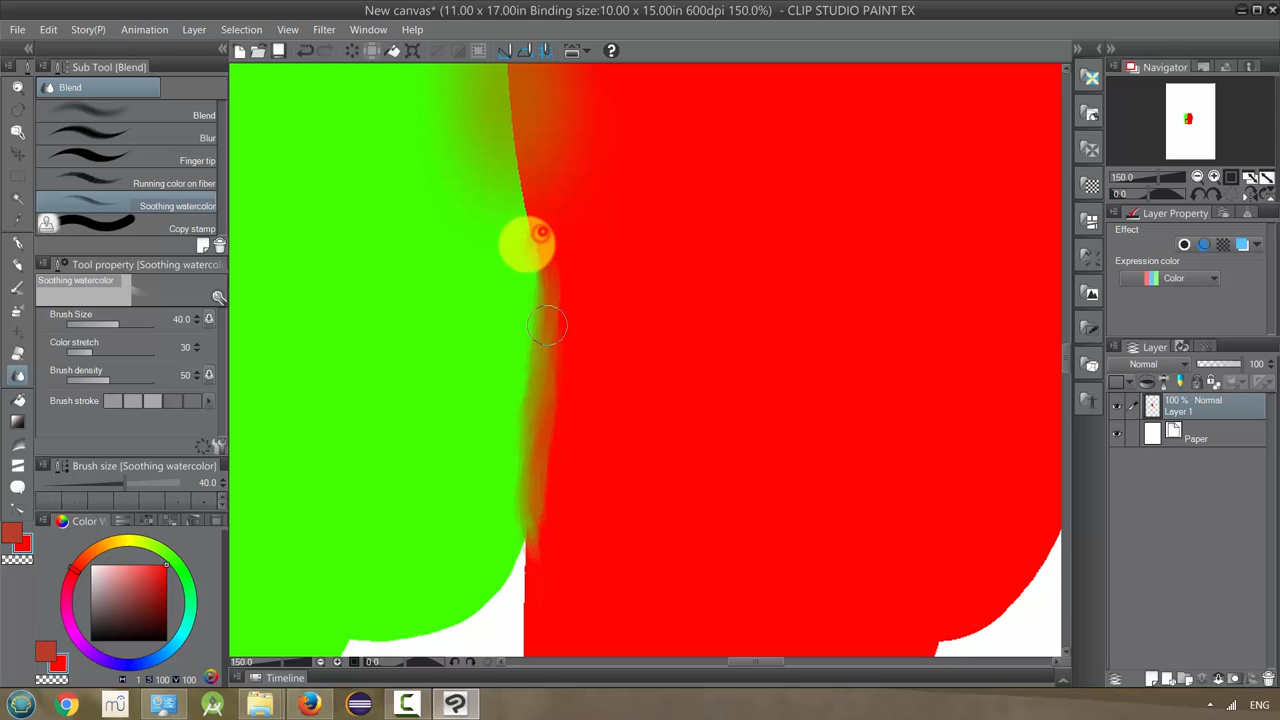 New canvas* (11.00 x 17.00in Binding size:10.00 x 15.00in 600dpi 150.0%) - CLIP STUDIO PAINT EX
File Edit Story(P) Animation Layer Selection View Filter Window Help
Sub Tool [Blend]
Blend
Blend
Blur
Finger tip
Running color on fiber
Soothing watercolor
Copy stamp
Tool property [Soothing watercol
Soothing watercolor
Brush Size 40.0
Color stretch 30
Brush density 50
Brush stroke
Brush size [Soothing watercolor]
40.0
Color W
H 1 S 100 V 100
150.0 0.0
Timeline
Navigator
150.0
0.0
Layer Property
Effect
Expression color
Color
Layer
Normal 100
100 % Normal
Layer 1
Paper
ENG